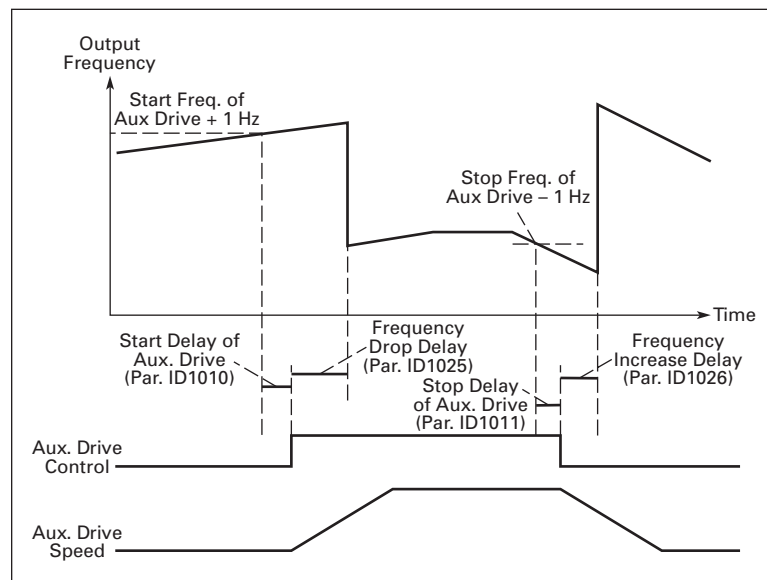 Output
Frequency
Start Freq. of
Aux Drive + 1 Hz
Stop Freq. of
Aux Drive – 1 Hz
Time
Start Delay of
Aux. Drive
(Par. ID1010)
Frequency
Drop Delay
(Par. ID1025)
Stop Delay
of Aux. Drive
(Par. ID1011)
Frequency
Increase Delay
(Par. ID1026)
Aux. Drive
Control
Aux. Drive
Speed